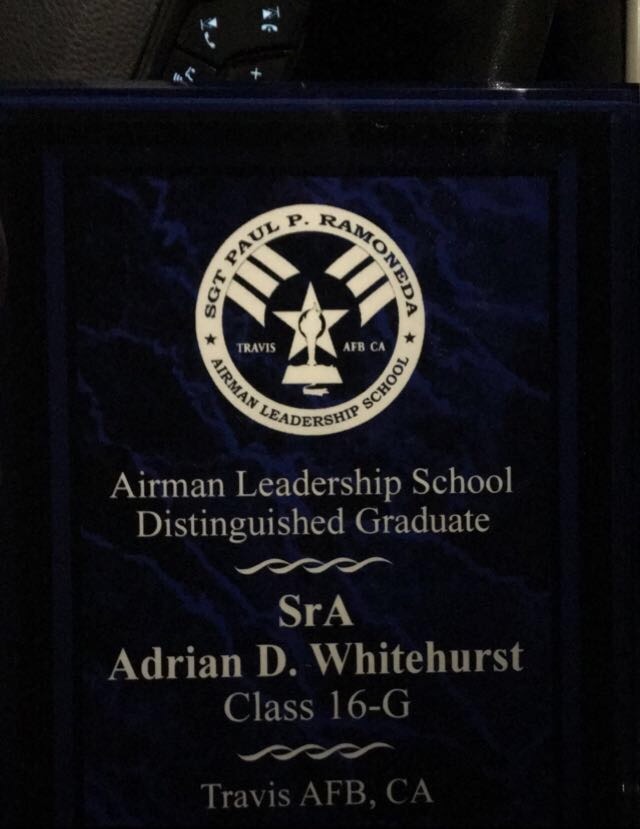 SGT PAUL P. RAMONEDA
TRAVIS AFB CA
★ AIRMAN LEADERSHIP SCHOOL ★
Airman Leadership School
Distinguished Graduate
SrA
Adrian D. Whitehurst
Class 16-G
Travis AFB, CA